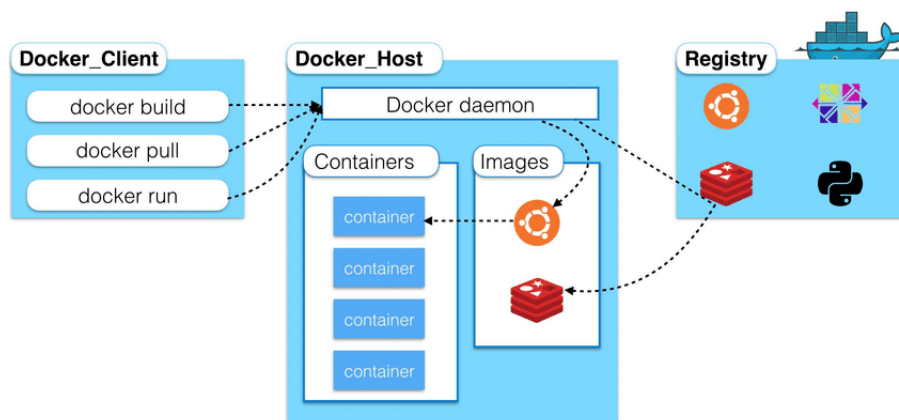 Docker_Client
docker build
docker pull
docker run
Docker_Host
Docker daemon
Containers
container
container
container
container
Images
Registry